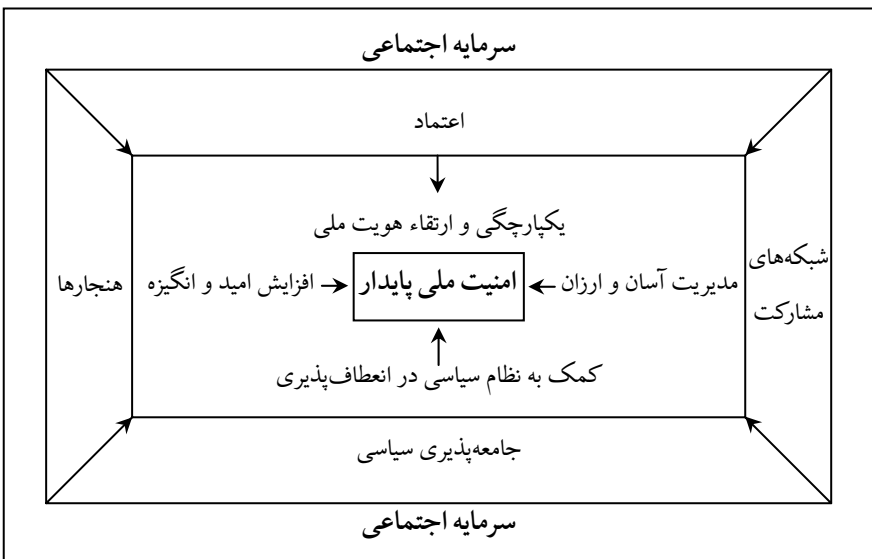 سرمایه اجتماعی
اعتماد
یکپارچگی و ارتقاء هویت ملی
شبکه‌های
مشارکت
مدیریت آسان و ارزان
امنیت ملی پایدار
افزایش امید و انگیزه
هنجارها
کمک به نظام سیاسی در انعطاف‌پذیری
جامعه‌پذیری سیاسی
سرمایه اجتماعی